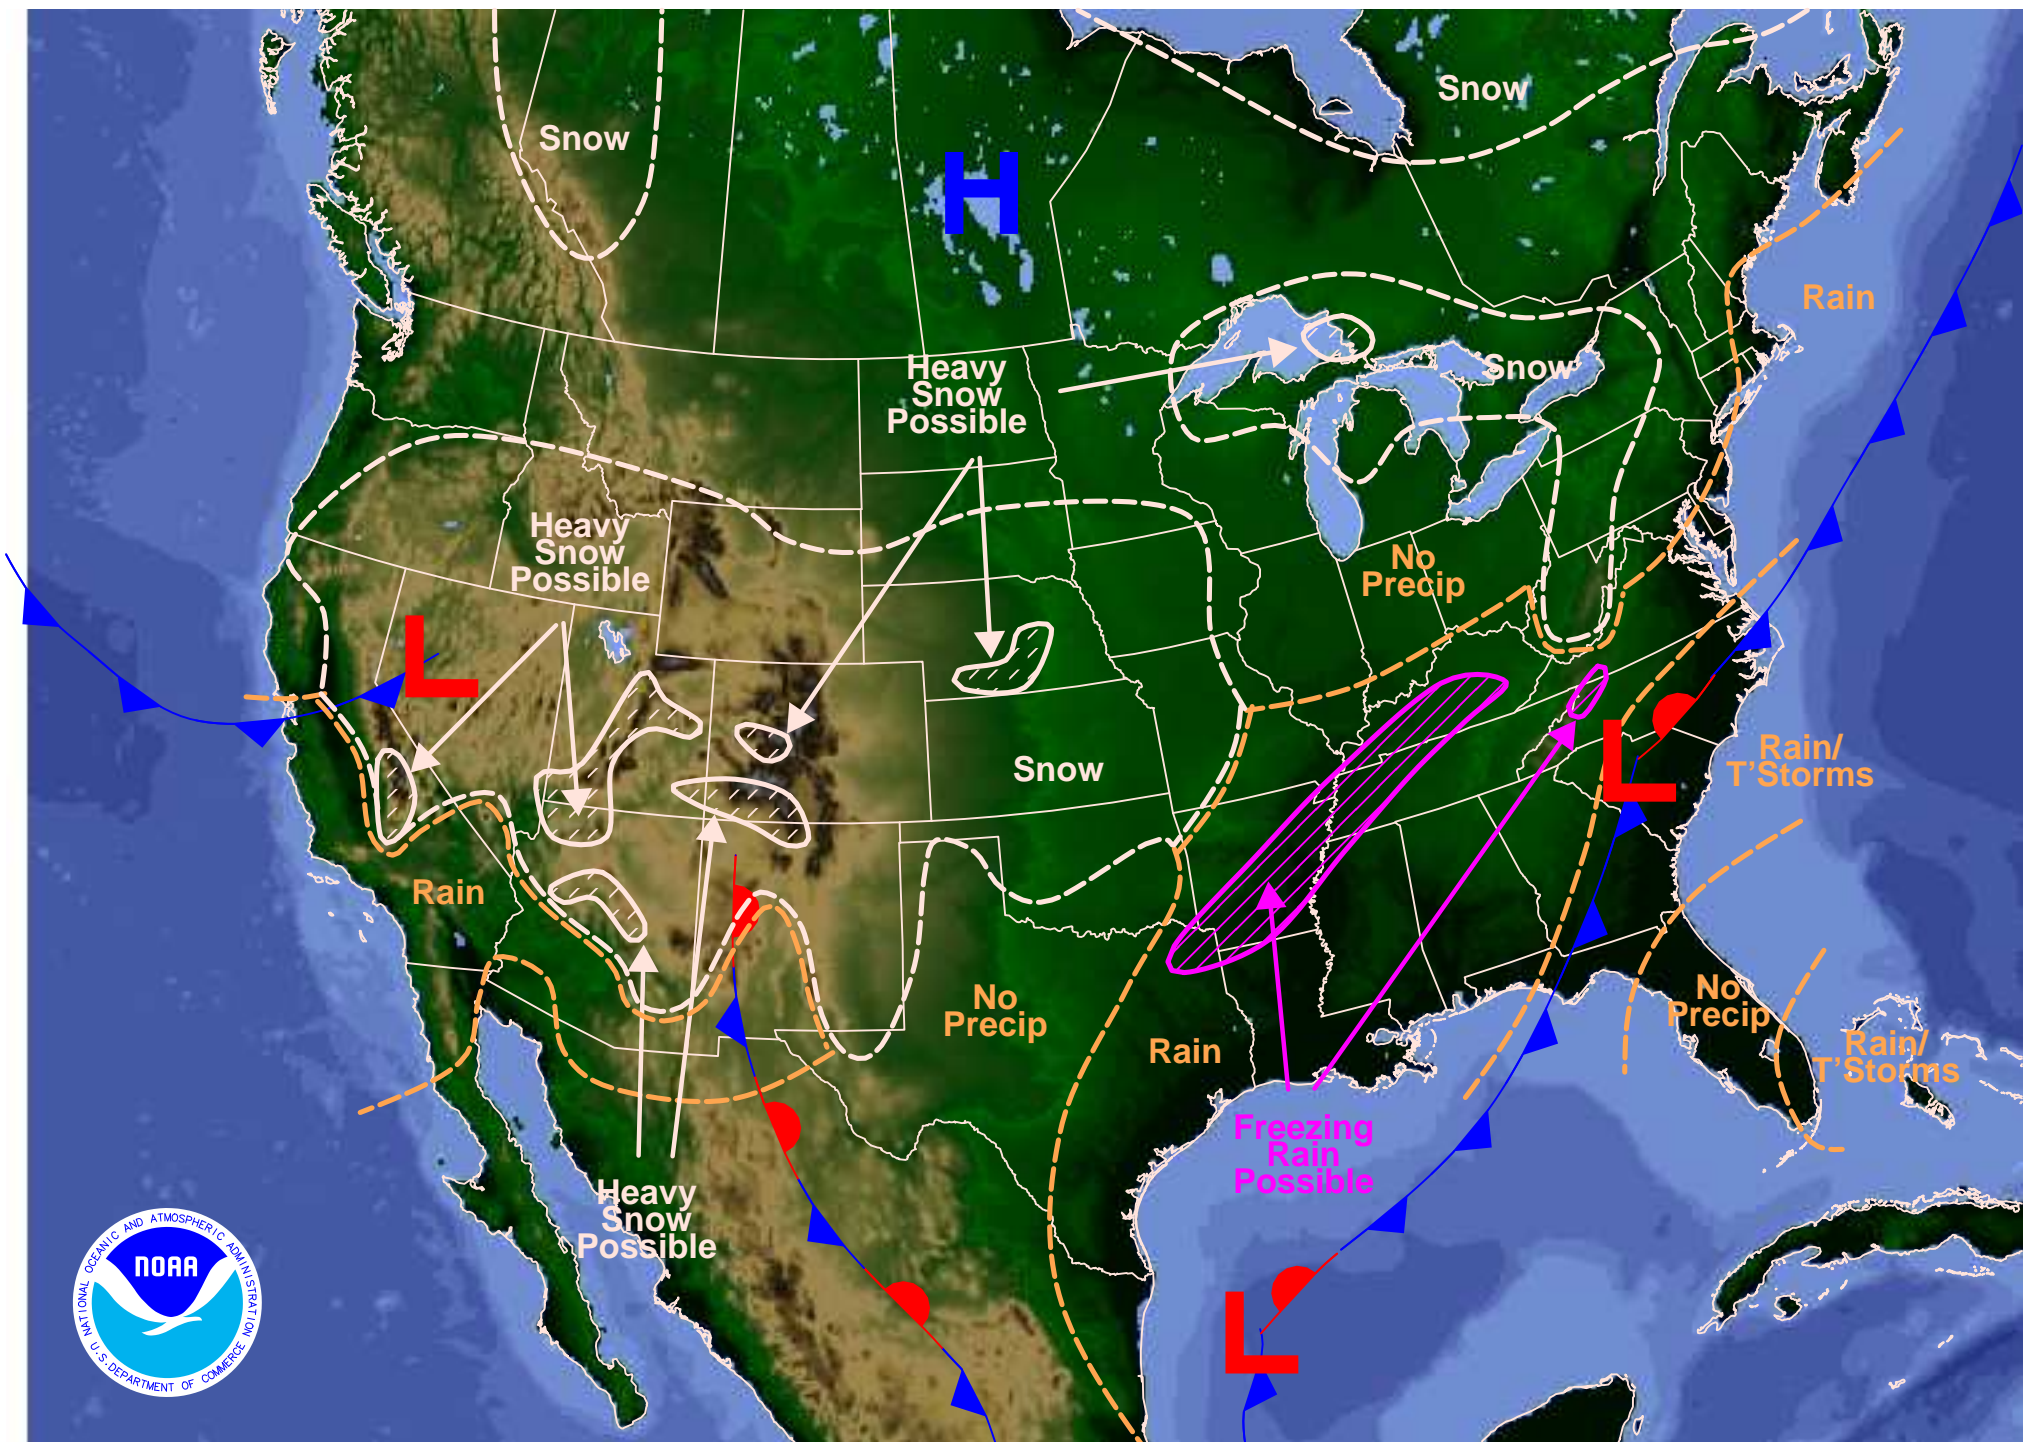 Snow
Snow
H
Rain
Heavy
Snow
Possible
Snow
Heavy
Snow
Possible
No
Precip
L
L
Rain/
T'Storms
Snow
Rain
No
Precip
No
Precip
Rain
Rain/
T'Storms
Freezing
Rain
Possible
Heavy
Snow
Possible
L
NATIONAL OCEANIC AND ATMOSPHERIC ADMINISTRATION
NOAA
U.S. DEPARTMENT OF COMMERCE